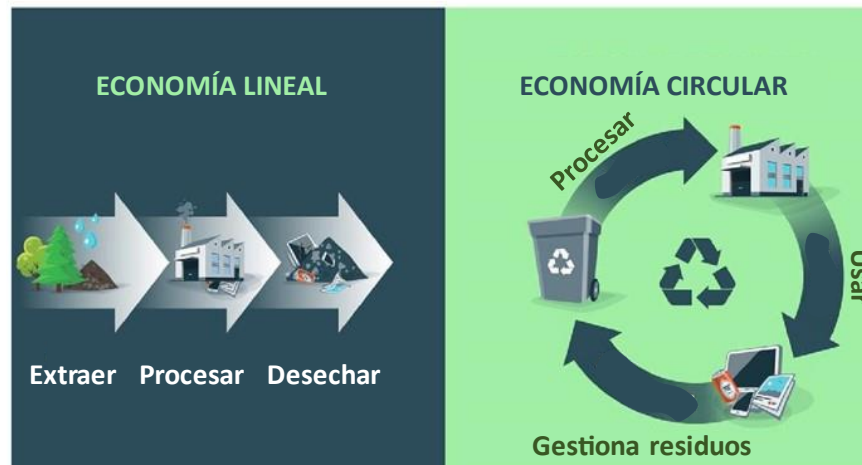 ECONOMÍA LINEAL
Extraer Procesar Desechar
ECONOMÍA CIRCULAR
Procesar
Usar
Gestiona residuos